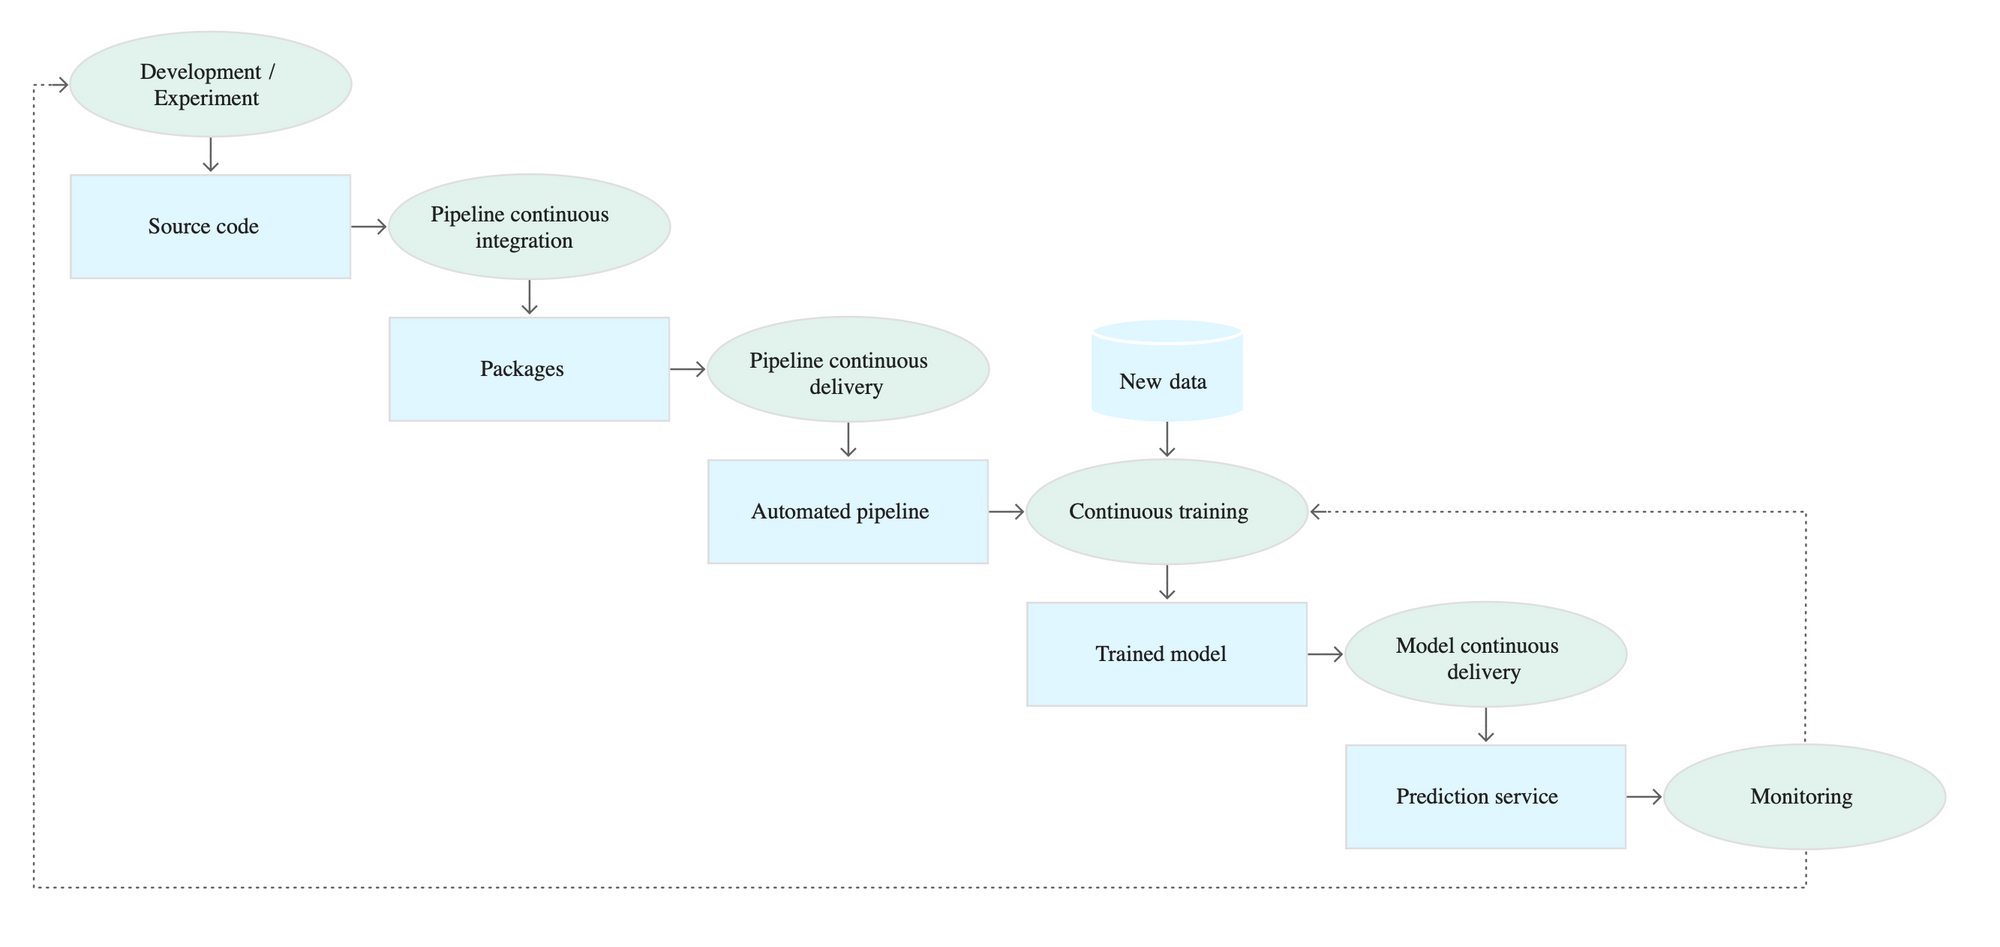 Development /
Experiment
Source code
Pipeline continuous
integration
Packages
Pipeline continuous
delivery
New data
Automated pipeline
Continuous training
Trained model
Model continuous
delivery
Prediction service
Monitoring